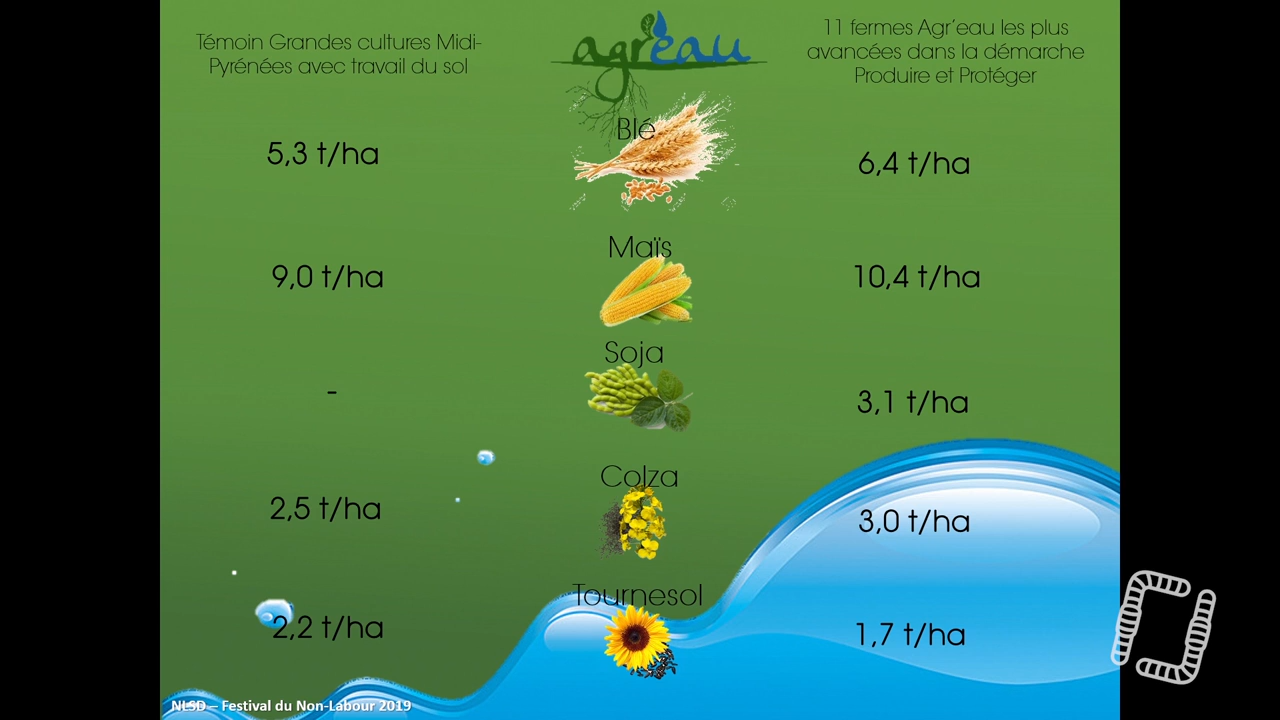 Témoin Grandes cultures Midi-
Pyrénées avec travail du sol
agr'eau
11 fermes Agr'eau les plus
avancées dans la démarche
Produire et Protéger
Blé
5,3 t/ha
6,4 t/ha
Maïs
9,0 t/ha
10,4 t/ha
Soja
-
3,1 t/ha
Colza
2,5 t/ha
3,0 t/ha
Tournesol
2,2 t/ha
1,7 t/ha
NLSD – Festival du Non-Labour 2019